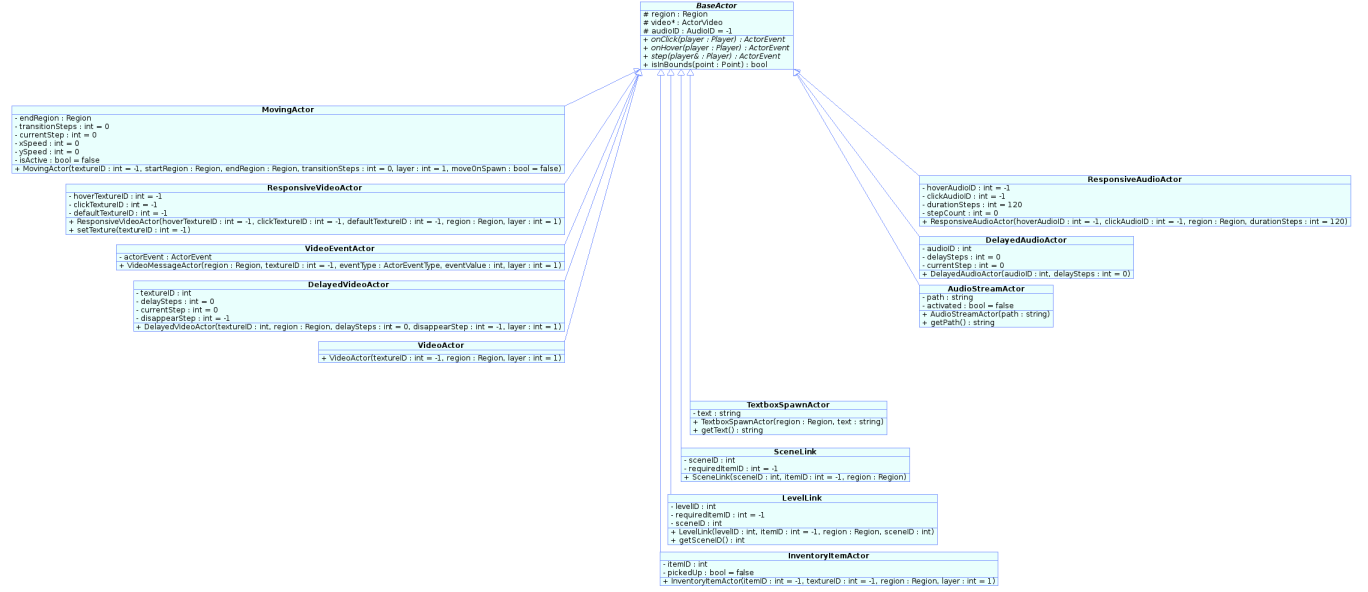 BaseActor
# region : Region
# video* : ActorVideo
# audioID : AudioID = -1
+ onClick(player : Player) : ActorEvent
+ onHover(player : Player) : ActorEvent
+ step(player& : Player) : ActorEvent
+ isInBounds(point : Point) : bool
MovingActor
- endRegion : Region
- transitionSteps : int = 0
- currentStep : int = 0
- xSpeed : int = 0
- ySpeed : int = 0
- isActive : bool = false
+ MovingActor(textureID : int = -1, startRegion : Region, endRegion : Region, transitionSteps : int = 0, layer : int = 1, moveOnSpawn : bool = false)
ResponsiveVideoActor
- hoverTextureID : int = -1
- clickTextureID : int = -1
- defaultTextureID : int = -1
+ ResponsiveVideoActor(hoverTextureID : int = -1, clickTextureID : int = -1, defaultTextureID : int = -1, region : Region, layer : int = 1)
+ setTexture(textureID : int = -1)
VideoEventActor
- actorEvent : ActorEvent
+ VideoMessageActor(region : Region, textureID : int = -1, eventType : ActorEventType, eventValue : int, layer : int = 1)
DelayedVideoActor
- textureID : int
- delaySteps : int = 0
- currentStep : int = 0
- disappearStep : int = -1
+ DelayedVideoActor(textureID : int, region : Region, delaySteps : int = 0, disappearStep : int = -1, layer : int = 1)
VideoActor
+ VideoActor(textureID : int = -1, region : Region, layer : int = 1)
ResponsiveAudioActor
- hoverAudioID : int = -1
- clickAudioID : int = -1
- durationSteps : int = 120
- stepCount : int = 0
+ ResponsiveAudioActor(hoverAudioID : int = -1, clickAudioID : int = -1, region : Region, durationSteps : int = 120)
DelayedAudioActor
- audioID : int
- delaySteps : int = 0
- currentStep : int = 0
+ DelayedAudioActor(audioID : int, delaySteps : int = 0)
AudioStreamActor
- path : string
- activated : bool = false
+ AudioStreamActor(path : string)
+ getPath() : string
TextboxSpawnActor
- text : string
+ TextboxSpawnActor(region : Region, text : string)
+ getText() : string
SceneLink
- sceneID : int
- requiredItemID : int = -1
+ SceneLink(sceneID : int, itemID : int = -1, region : Region)
LevelLink
- levelID : int
- requiredItemID : int = -1
- sceneID : int
+ LevelLink(levelID : int, itemID : int = -1, region : Region, sceneID : int)
+ getSceneID() : int
InventoryItemActor
- itemID : int
- pickedUp : bool = false
+ InventoryItemActor(itemID : int = -1, textureID : int = -1, region : Region, layer : int = 1)